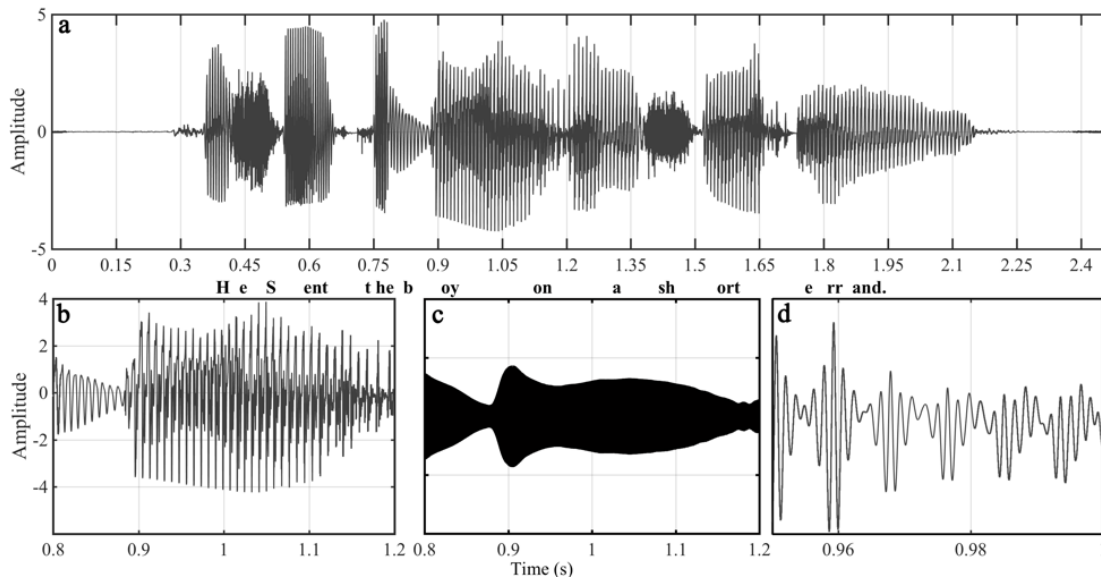 a
5
0
-5
Amplitude
0 0.15 0.3 0.45 0.6 0.75 0.9 1.05 1.2 1.35 1.5 1.65 1.8 1.95 2.1 2.25 2.4
H e S ent t he b oy on a sh ort e rr and.
b
4
2
0
-2
-4
Amplitude
0.8 0.9 1 1.1 1.2
c
0.8 0.9 1 1.1 1.2
d
0.96 0.98
Time (s)